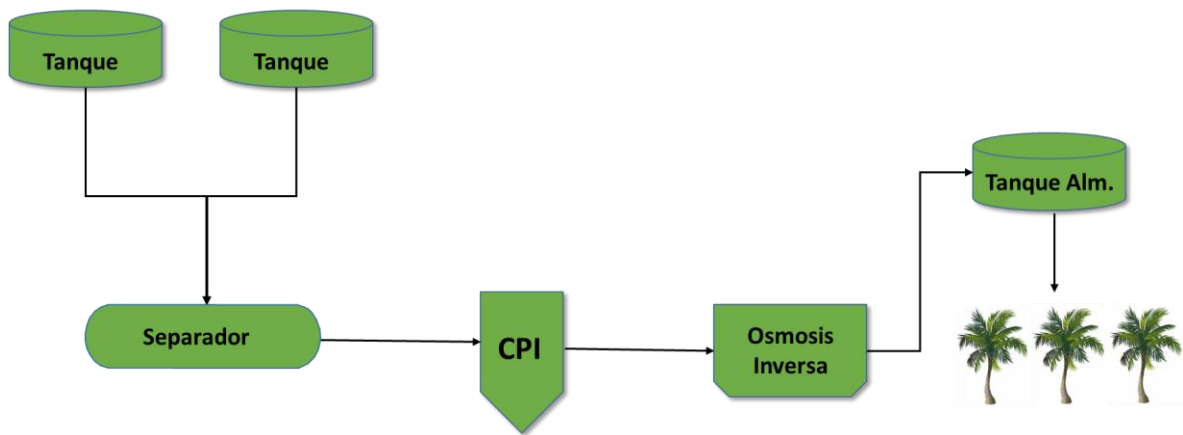 Tanque
Tanque
Tanque Alm.
Separador
CPI
Osmosis
Inversa